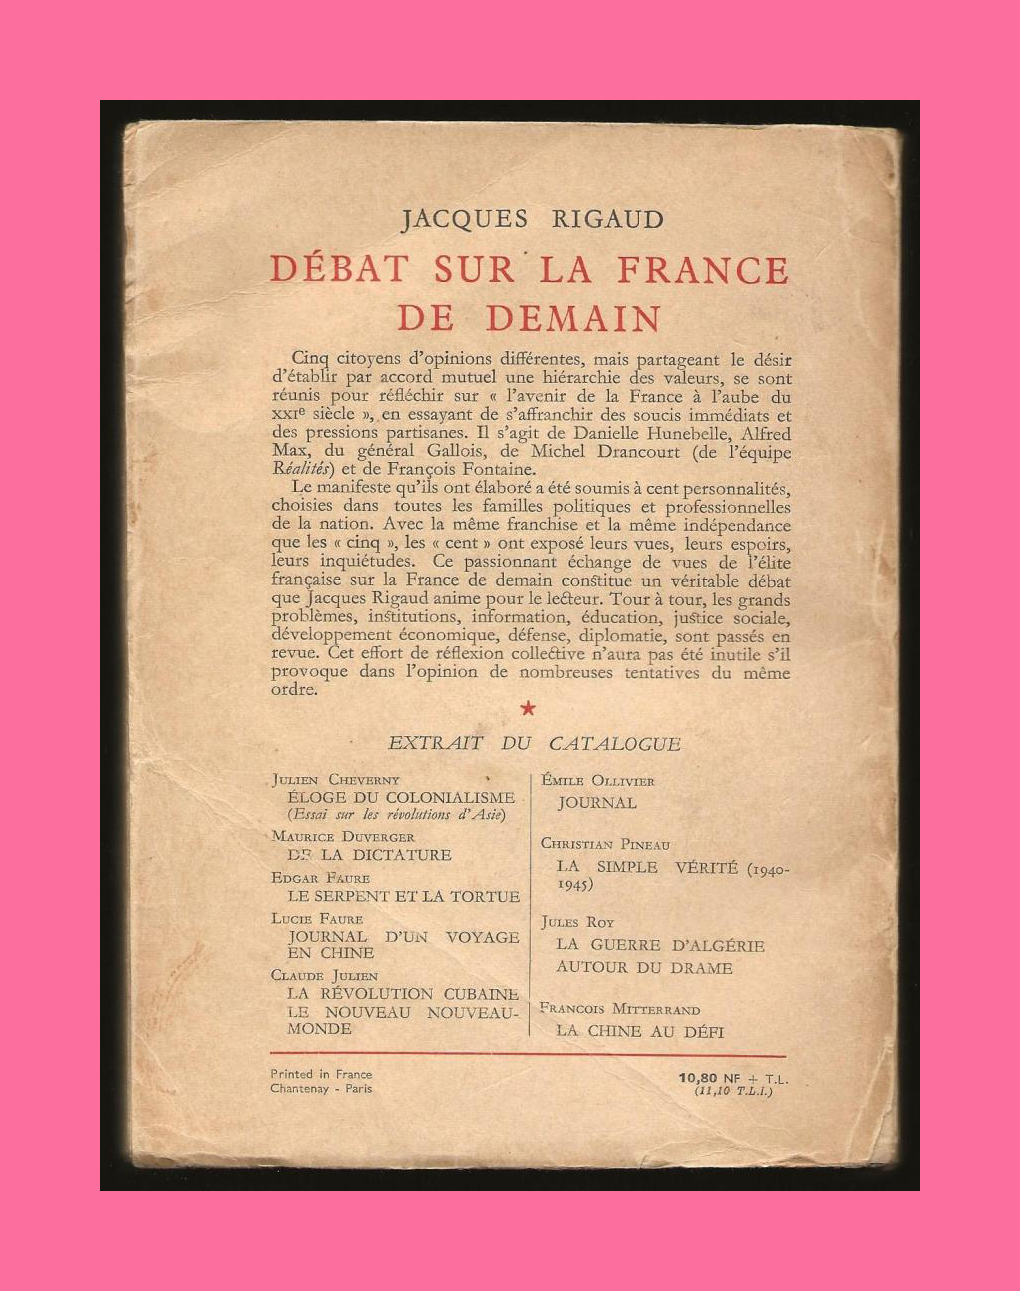 JACQUES RIGAUD
DÉBAT SUR LA FRANCE
DE DEMAIN
Cinq citoyens d'opinions différentes, mais partageant le désir
d'établir par accord mutuel une hiérarchie des valeurs, se sont
réunis pour réfléchir sur « l'avenir de la France à l'aube du
XXIe siècle », en essayant de s'affranchir des soucis immédiats et
des pressions partisanes. Il s'agit de Danielle Hunebelle, Alfred
Max, du général Gallois, de Michel Drancourt (de l'équipe
Réalités) et de François Fontaine.
Le manifeste qu'ils ont élaboré a été soumis à cent personnalités,
choisies dans toutes les familles politiques et professionnelles
de la nation. Avec la même franchise et la même indépendance
que les « cinq », les « cent » ont exposé leurs vues, leurs espoirs,
leurs inquiétudes. Ce passionnant échange de vues de l'élite
française sur la France de demain constitue un véritable débat
que Jacques Rigaud anime pour le lecteur. Tour à tour, les grands
problèmes, institutions, information, éducation, justice sociale,
développement économique, défense, diplomatie, sont passés en
revue. Cet effort de réflexion collective n'aura pas été inutile s'il
provoque dans l'opinion de nombreuses tentatives du même
ordre.
★
EXTRAIT DU CATALOGUE
JULIEN CHEVERNY
ÉLOGE DU COLONIALISME
(Essai sur les révolutions d'Asie)
MAURICE DUVERGER
DE LA DICTATURE
EDGAR FAURE
LE SERPENT ET LA TORTUE
LUCIE FAURE
JOURNAL D'UN VOYAGE
EN CHINE
CLAUDE JULIEN
LA RÉVOLUTION CUBAINE
LE NOUVEAU NOUVEAU-
MONDE
ÉMILE OLLIVIER
JOURNAL
CHRISTIAN PINEAU
LA SIMPLE VÉRITÉ (1940-
1945)
JULES ROY
LA GUERRE D'ALGÉRIE
AUTOUR DU DRAME
FRANCOIS MITTERRAND
LA CHINE AU DÉFI
Printed in France
Chantenay - Paris
10,80 NF + T.L.
(11,10 T.L.I.)